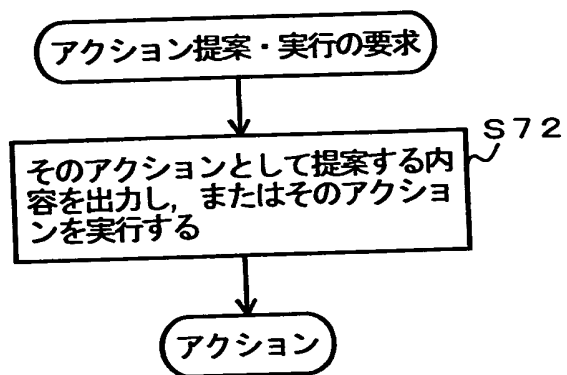 アクション提案・実行の要求
S72
そのアクションとして提案する内
容を出力し，またはそのアクショ
ンを実行する
アクション